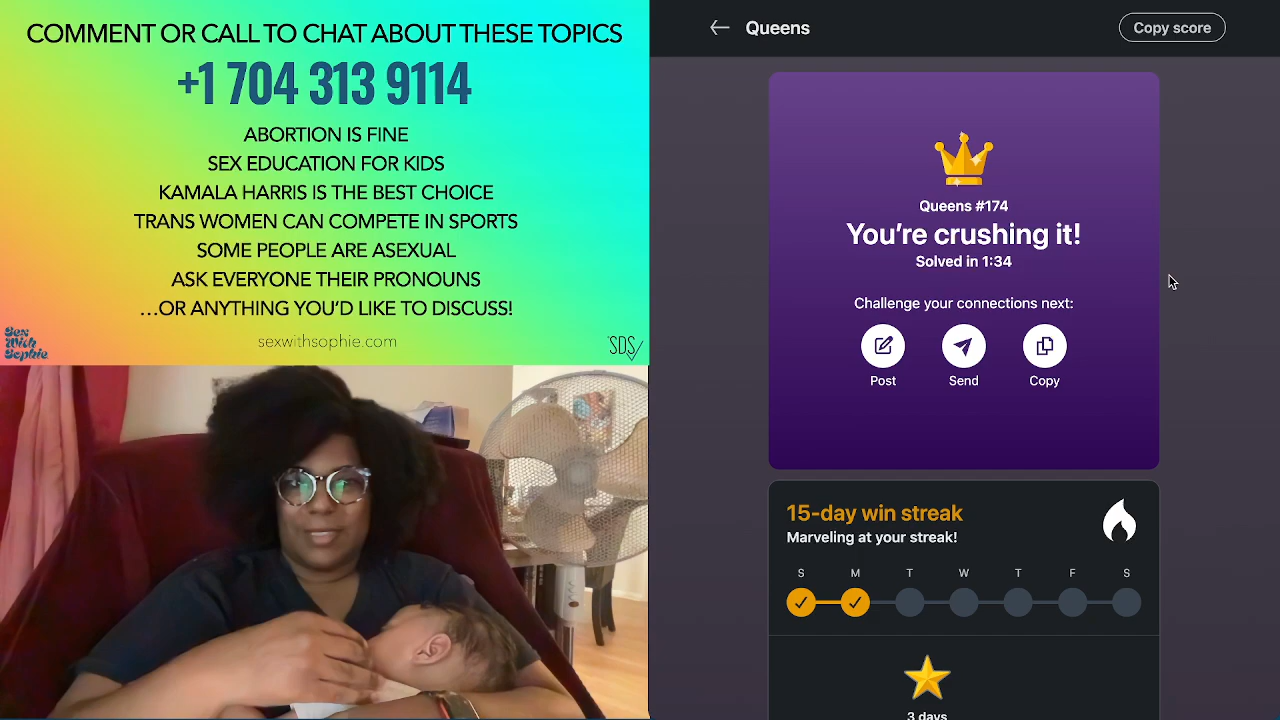 COMMENT OR CALL TO CHAT ABOUT THESE TOPICS
+1 704 313 9114
ABORTION IS FINE
SEX EDUCATION FOR KIDS
KAMALA HARRIS IS THE BEST CHOICE
TRANS WOMEN CAN COMPETE IN SPORTS
SOME PEOPLE ARE ASEXUAL
ASK EVERYONE THEIR PRONOUNS
...OR ANYTHING YOU'D LIKE TO DISCUSS!
sexwithsophie.com
Sex
With
Sophie
SDS
Queens
Copy score
Queens #174
You're crushing it!
Solved in 1:34
Challenge your connections next:
Post Send Copy
15-day win streak
Marveling at your streak!
S M T W T F S
3 days